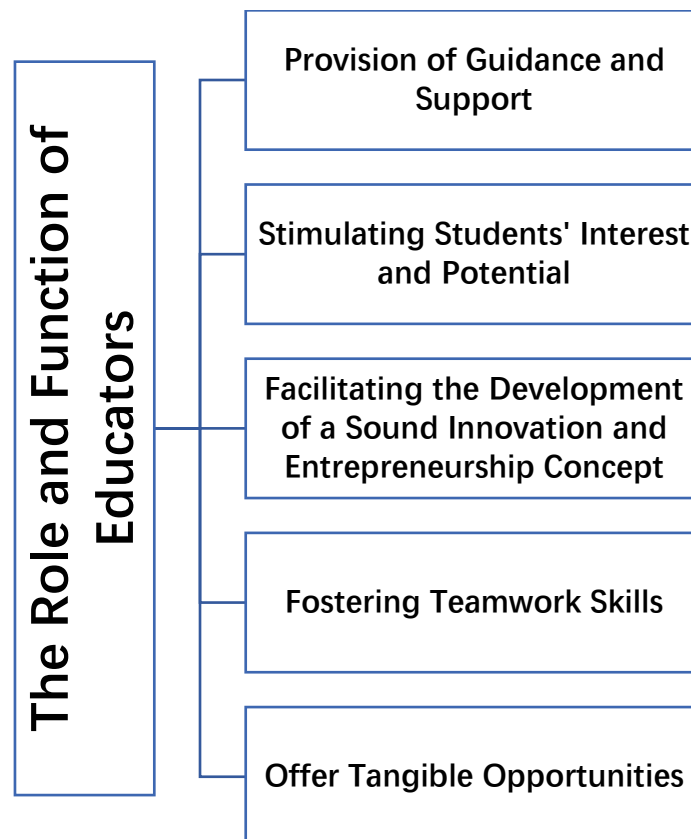 The Role and Function of
Educators
Provision of Guidance and
Support
Stimulating Students' Interest
and Potential
Facilitating the Development
of a Sound Innovation and
Entrepreneurship Concept
Fostering Teamwork Skills
Offer Tangible Opportunities